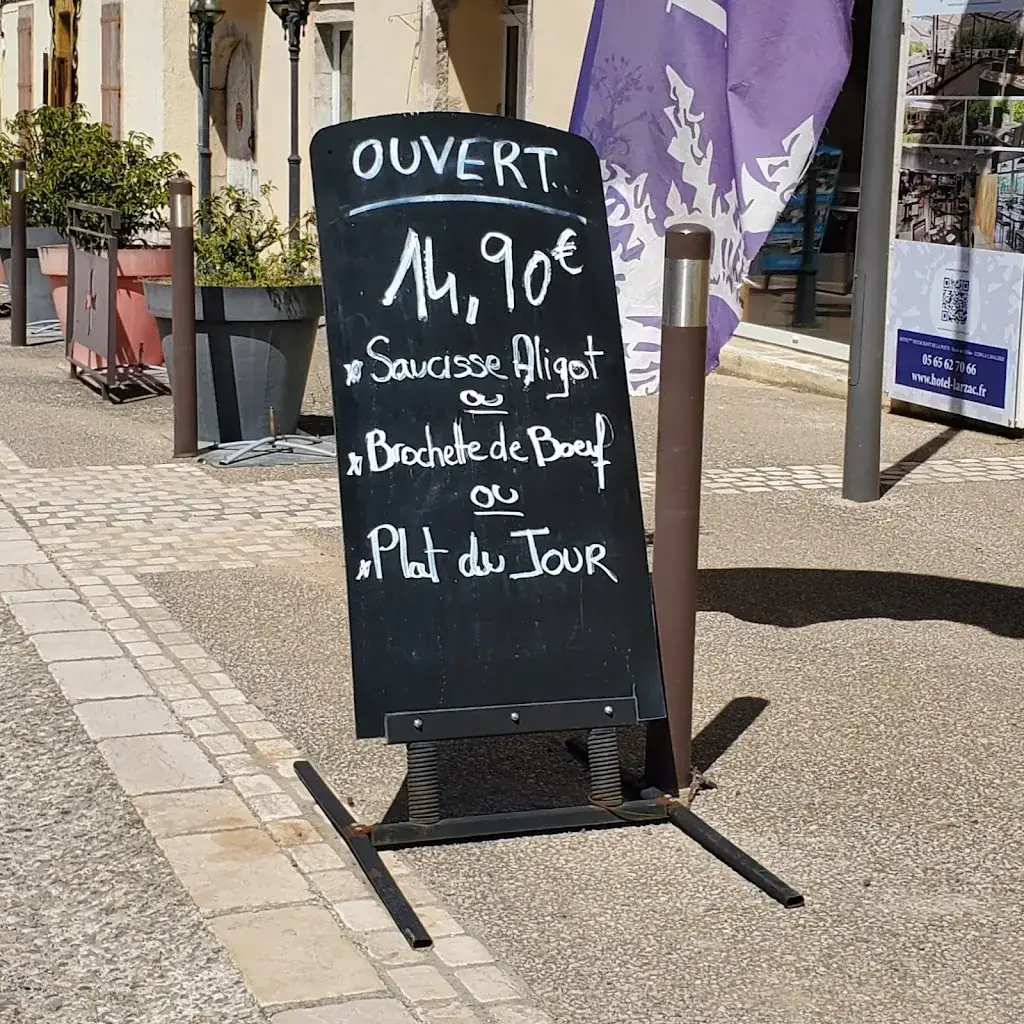 OUVERT
14,90€
* Saucisse Aligot
ou
* Brochette de Boeuf
ou
* Plat du JOUR
05 65 62 70 66
www.hotel-larzac.fr